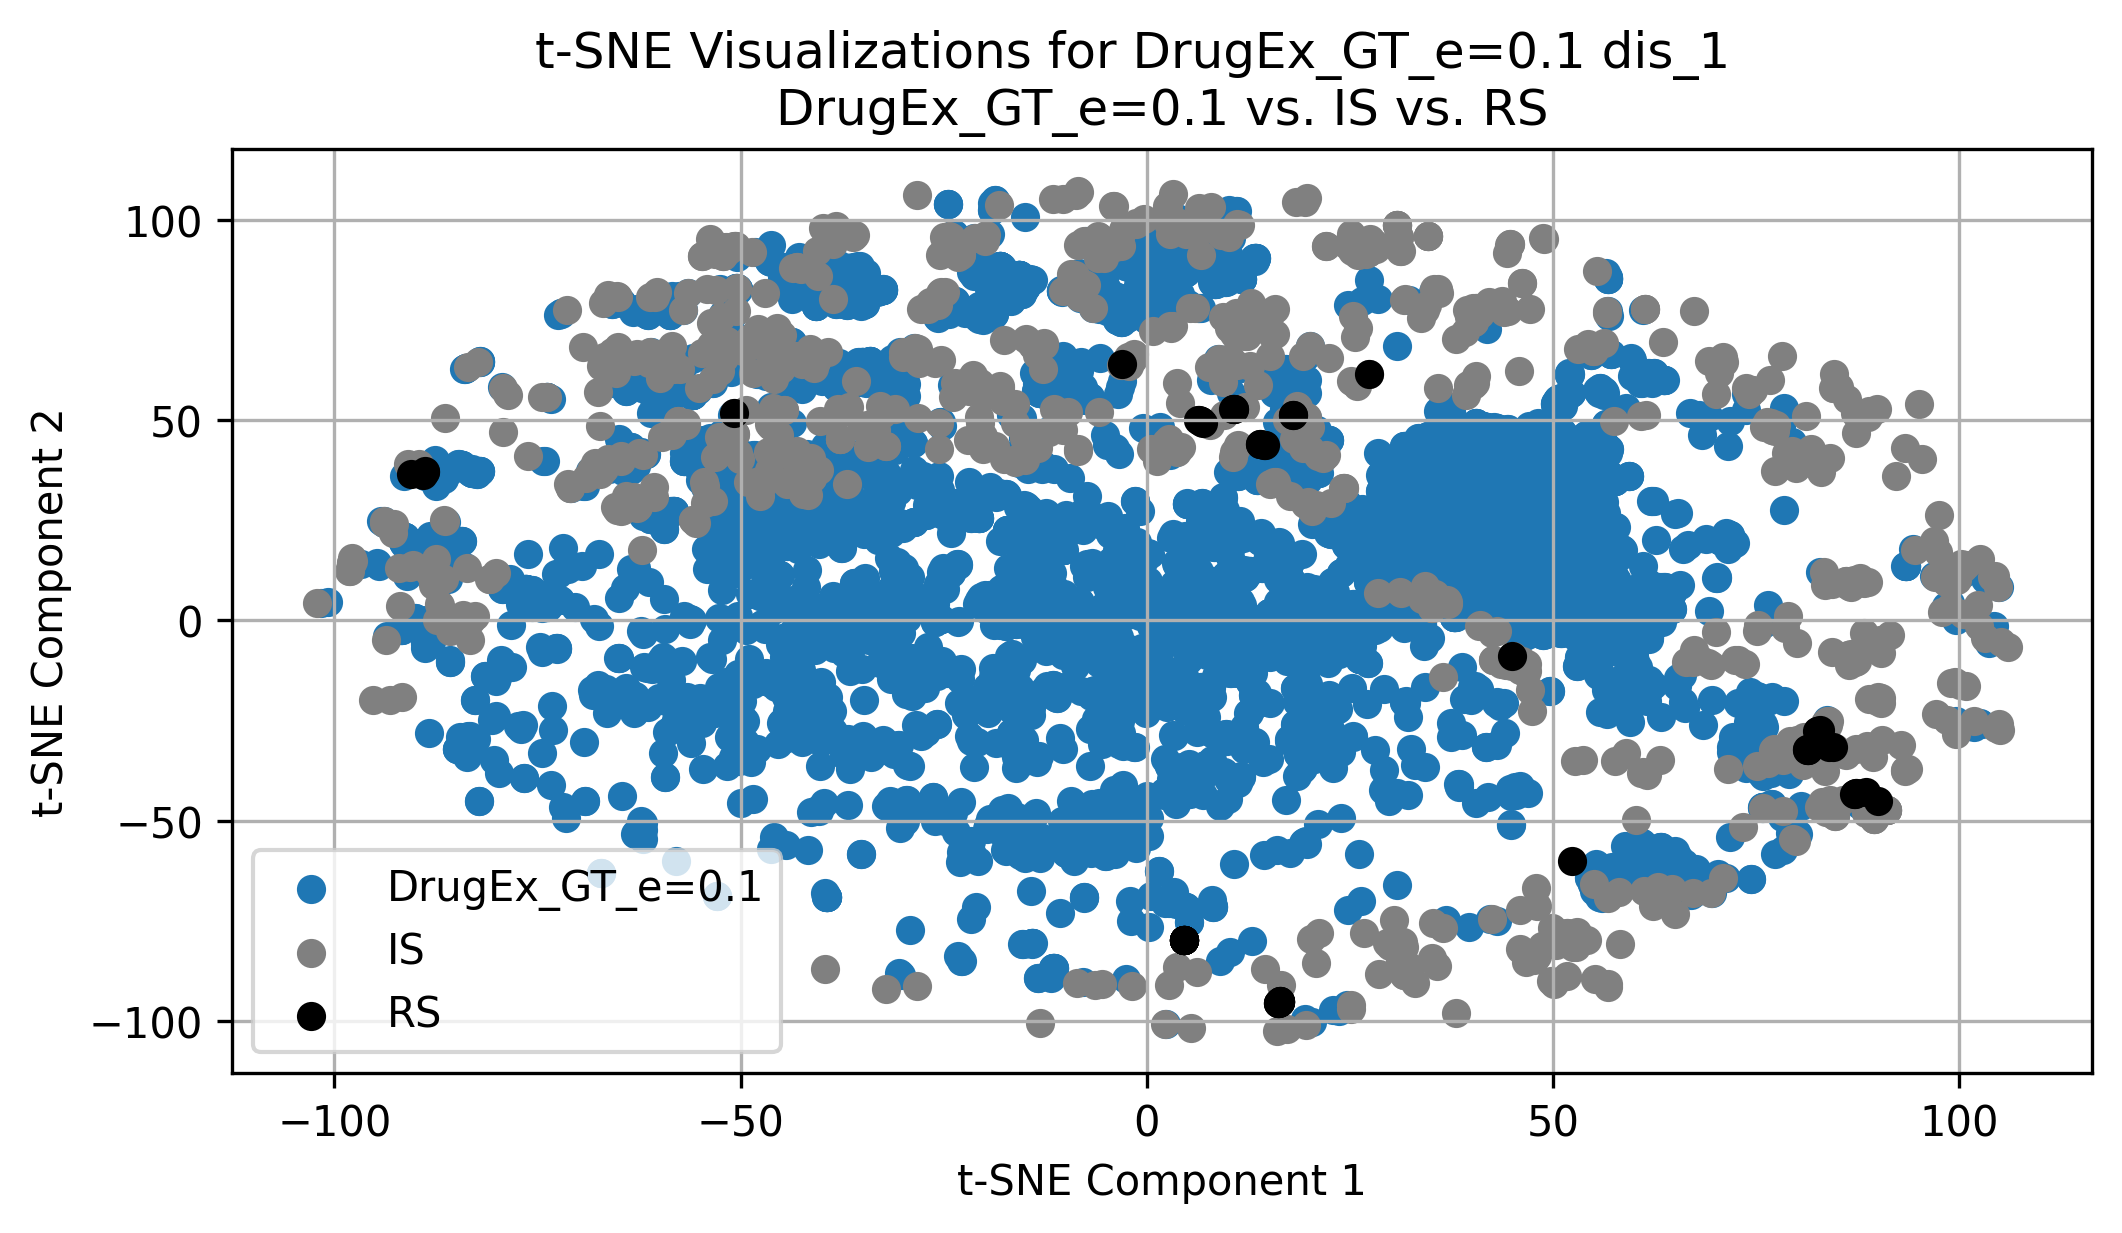 t-SNE Visualizations for DrugEx_GT_e=0.1 dis_1
DrugEx_GT_e=0.1 vs. IS vs. RS
t-SNE Component 2
100
50
0
−50
−100
DrugEx_GT_e=0.1
IS
RS
−100
−50
0
50
100
t-SNE Component 1